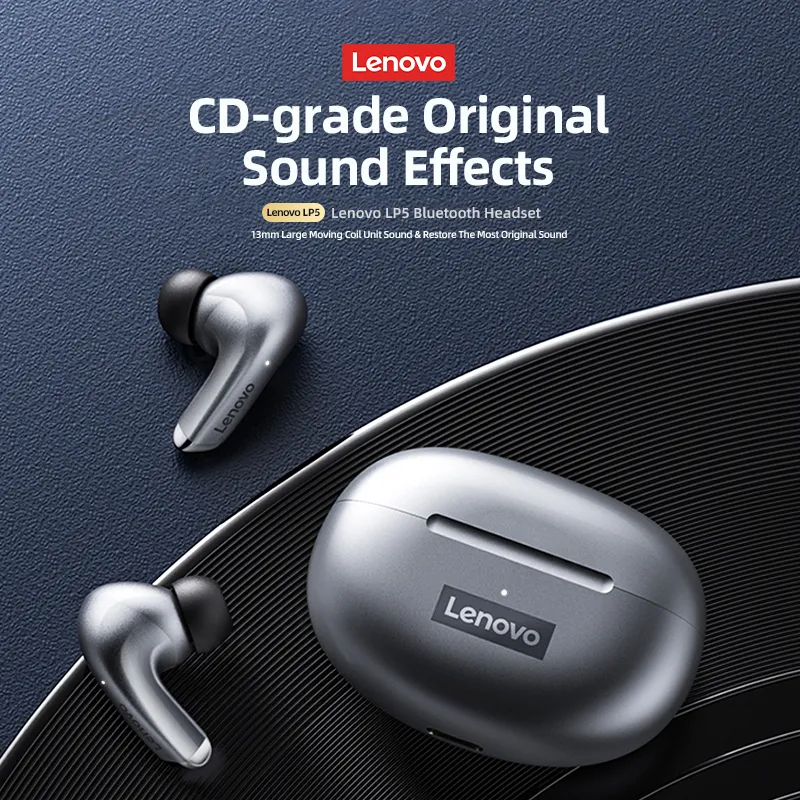 Lenovo
CD-grade Original
Sound Effects
Lenovo LP5 Lenovo LP5 Bluetooth Headset
13mm Large Moving Coil Unit Sound & Restore The Most Original Sound
Lenovo
Lenovo
Lenovo